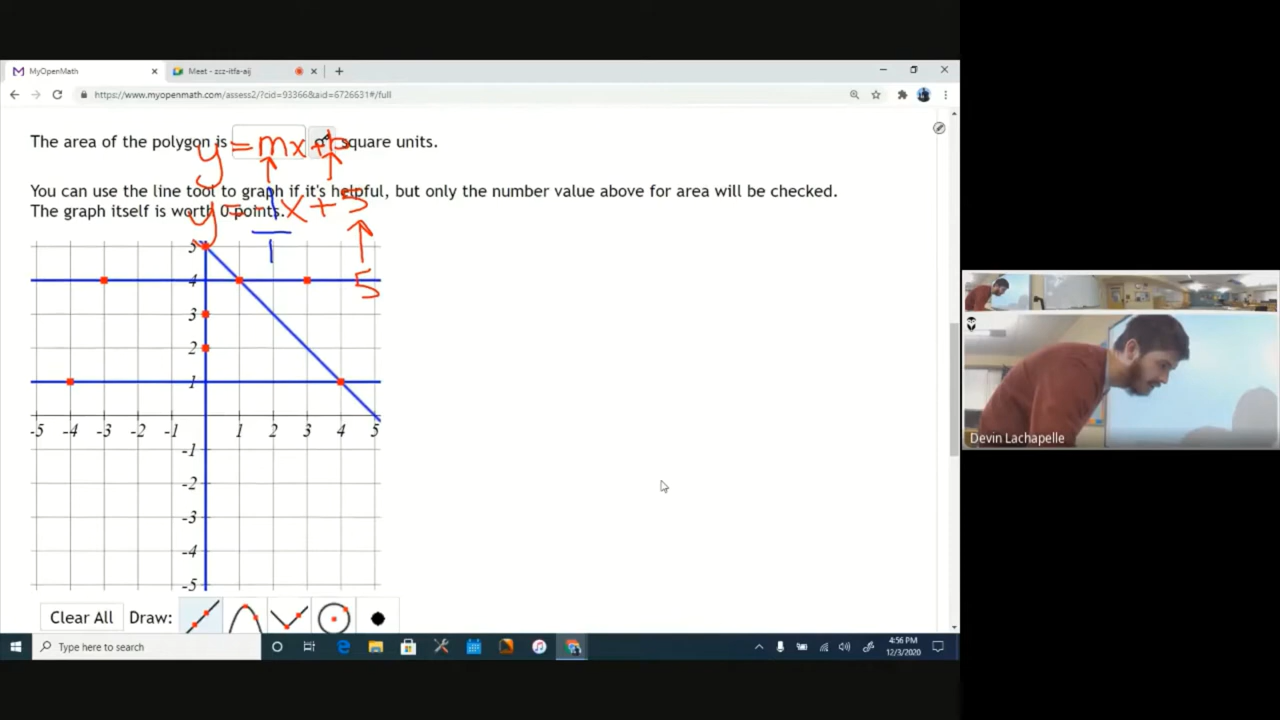 MyOpenMath
Meet - zsz-itfa-aij
https://www.myopenmath.com/assess2/?cid=93366&aid=6726631#/full
The area of the polygon is square units.
y = mx + b
You can use the line tool to graph if it's helpful, but only the number value above for area will be checked.
The graph itself is worth 0 points.
y = -1/1 x + 5
5
5
4
3
2
1
-5 -4 -3 -2 -1 1 2 3 4 5
-1
-2
-3
-4
-5
Clear All Draw:
Devin Lachapelle
Type here to search
4:56 PM
12/3/2020